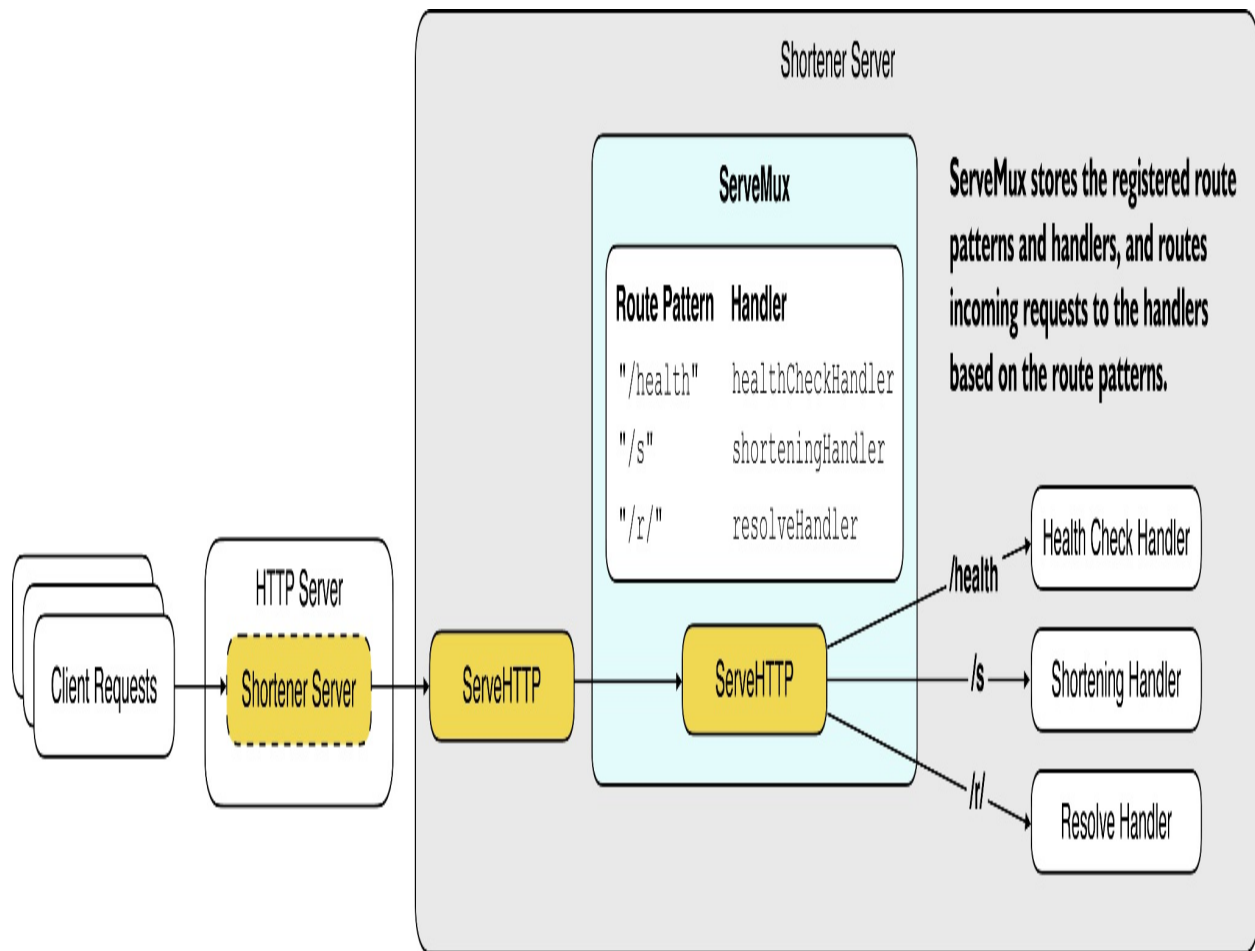 Shortener Server
ServeMux
Route Pattern Handler
"/health" healthCheckHandler
"/s" shorteningHandler
"/r/" resolveHandler
ServeMux stores the registered route
patterns and handlers, and routes
incoming requests to the handlers
based on the route patterns.
Client Requests
HTTP Server
Shortener Server
ServeHTTP
ServeHTTP
/health
/s
/r/
Health Check Handler
Shortening Handler
Resolve Handler